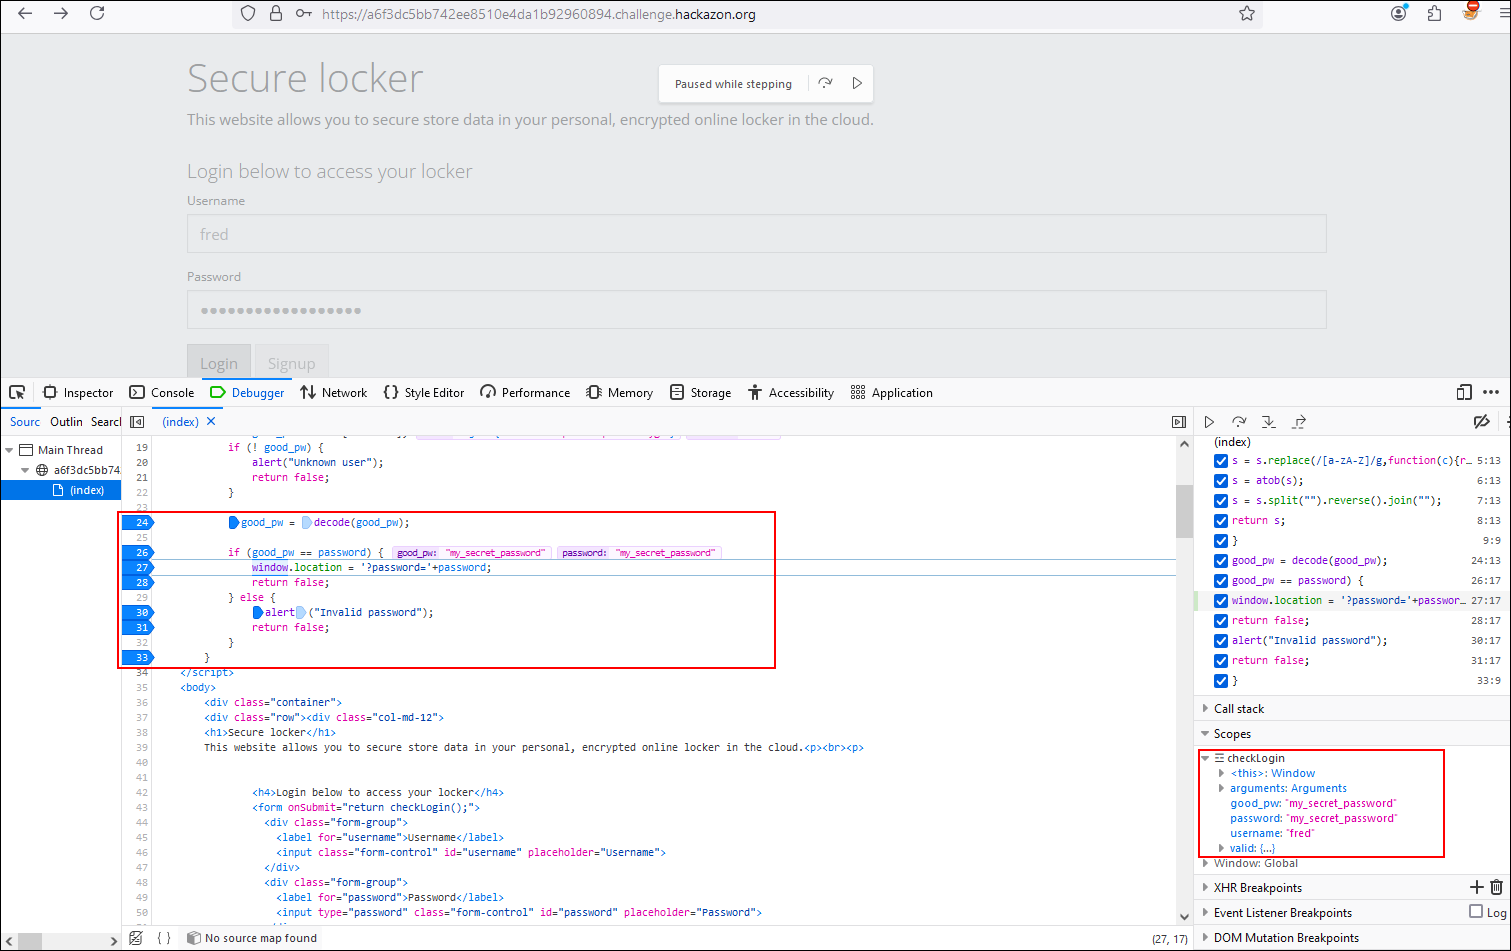 https://a6f3dc5bb742ee8510e4da1b92960894.challenge.hackazon.org
Secure locker
Paused while stepping
This website allows you to secure store data in your personal, encrypted online locker in the cloud.
Login below to access your locker
Username
fred
Password
●●●●●●●●●●●●●●●●●●
Login Signup
Inspector Console Debugger Network Style Editor Performance Memory Storage Accessibility Application
Sourc Outlin Searcl (index)
Main Thread
a6f3dc5bb74
(index)
19 if (! good_pw) {
20 alert("Unknown user");
21 return false;
22 }
23
24 good_pw = decode(good_pw);
25
26 if (good_pw == password) { good_pw: "my_secret_password" password: "my_secret_password"
27 window.location = '?password='+password;
28 return false;
29 } else {
30 alert("Invalid password");
31 return false;
32 }
33 }
34 </script>
35 <body>
36 <div class="container">
37 <div class="row"><div class="col-md-12">
38 <h1>Secure locker</h1>
39 This website allows you to secure store data in your personal, encrypted online locker in the cloud.<p><br><p>
40
41
42 <h4>Login below to access your locker</h4>
43 <form onSubmit="return checkLogin();">
44 <div class="form-group">
45 <label for="username">Username</label>
46 <input class="form-control" id="username" placeholder="Username">
47 </div>
48 <div class="form-group">
49 <label for="password">Password</label>
50 <input type="password" class="form-control" id="password" placeholder="Password">
{ } No source map found (27, 17)
(index)
s = s.replace(/[a-zA-Z]/g,function(c){r… 5:13
s = atob(s); 6:13
s = s.split("").reverse().join(""); 7:13
return s; 8:13
} 9:9
good_pw = decode(good_pw); 24:13
good_pw == password) { 26:17
window.location = '?password='+passwor… 27:17
return false; 28:17
alert("Invalid password"); 30:17
return false; 31:17
} 33:9
Call stack
Scopes
checkLogin
<this>: Window
arguments: Arguments
good_pw: "my_secret_password"
password: "my_secret_password"
username: "fred"
valid: {…}
Window: Global
XHR Breakpoints
Event Listener Breakpoints Log
DOM Mutation Breakpoints